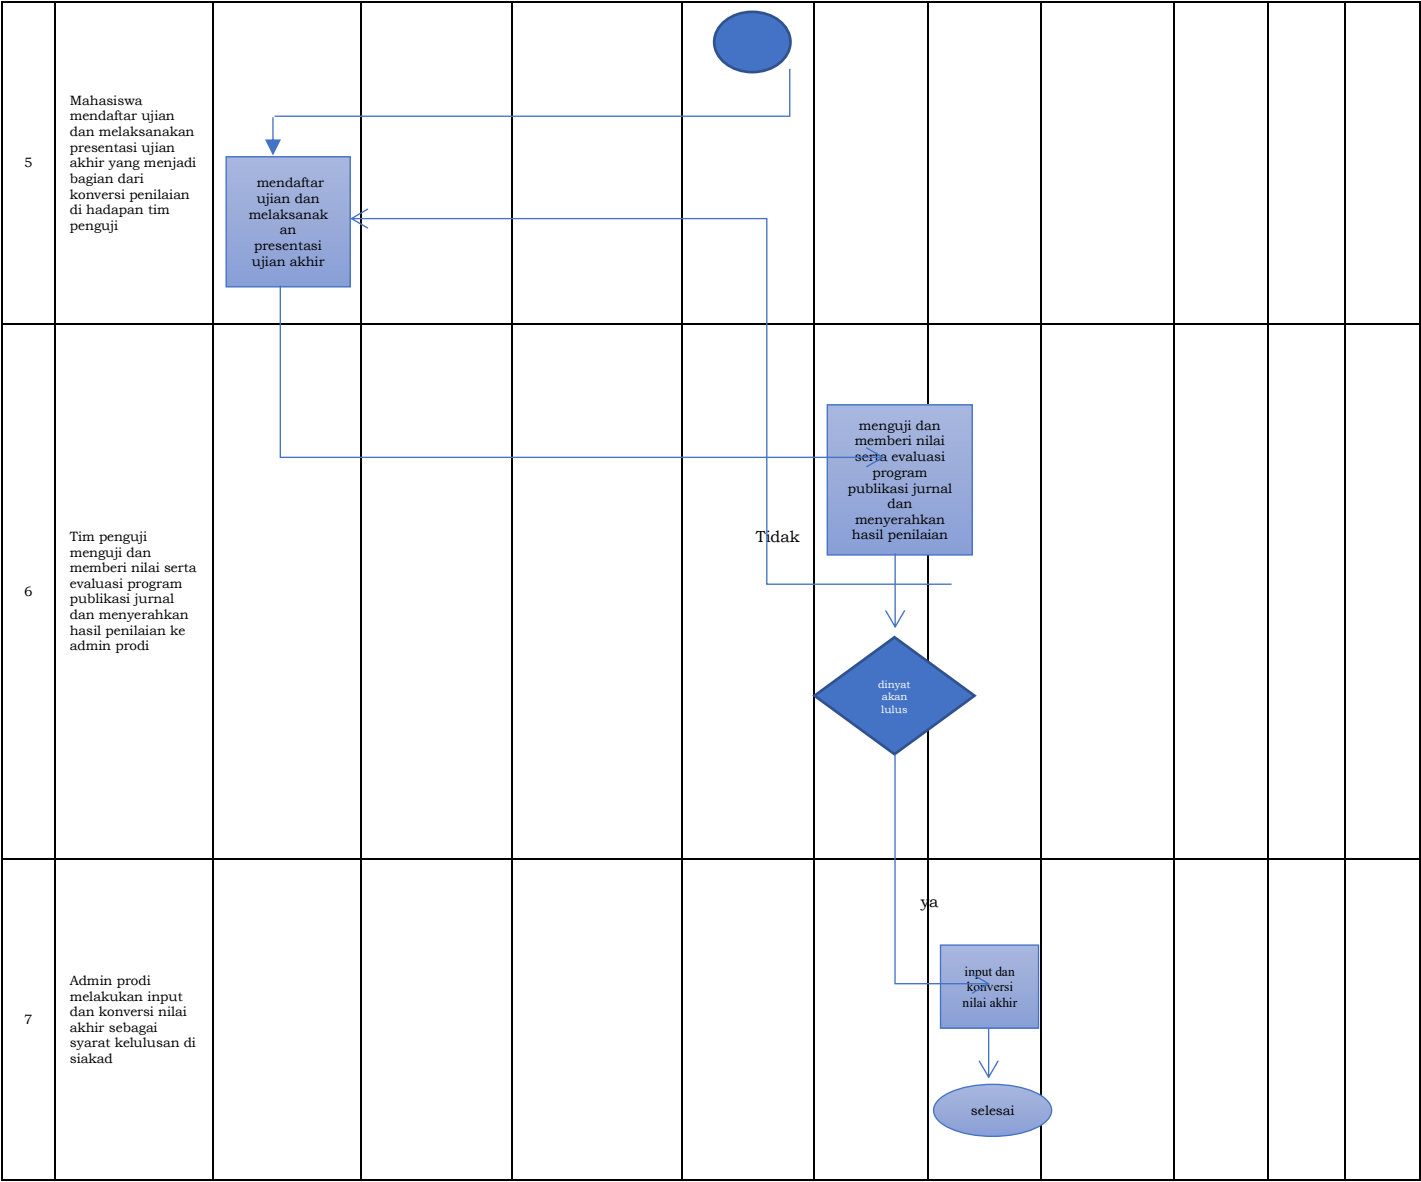 5
Mahasiswa
mendaftar ujian
dan melaksanakan
presentasi ujian
akhir yang menjadi
bagian dari
konversi penilaian
di hadapan tim
penguji
mendaftar
ujian dan
melaksanak
an
presentasi
ujian akhir
6
Tim penguji
menguji dan
memberi nilai serta
evaluasi program
publikasi jurnal
dan menyerahkan
hasil penilaian ke
admin prodi
menguji dan
memberi nilai
serta evaluasi
program
publikasi jurnal
dan
menyerahkan
hasil penilaian
Tidak
dinyat
akan
lulus
7
Admin prodi
melakukan input
dan konversi nilai
akhir sebagai
syarat kelulusan di
siakad
ya
input dan
konversi
nilai akhir
selesai